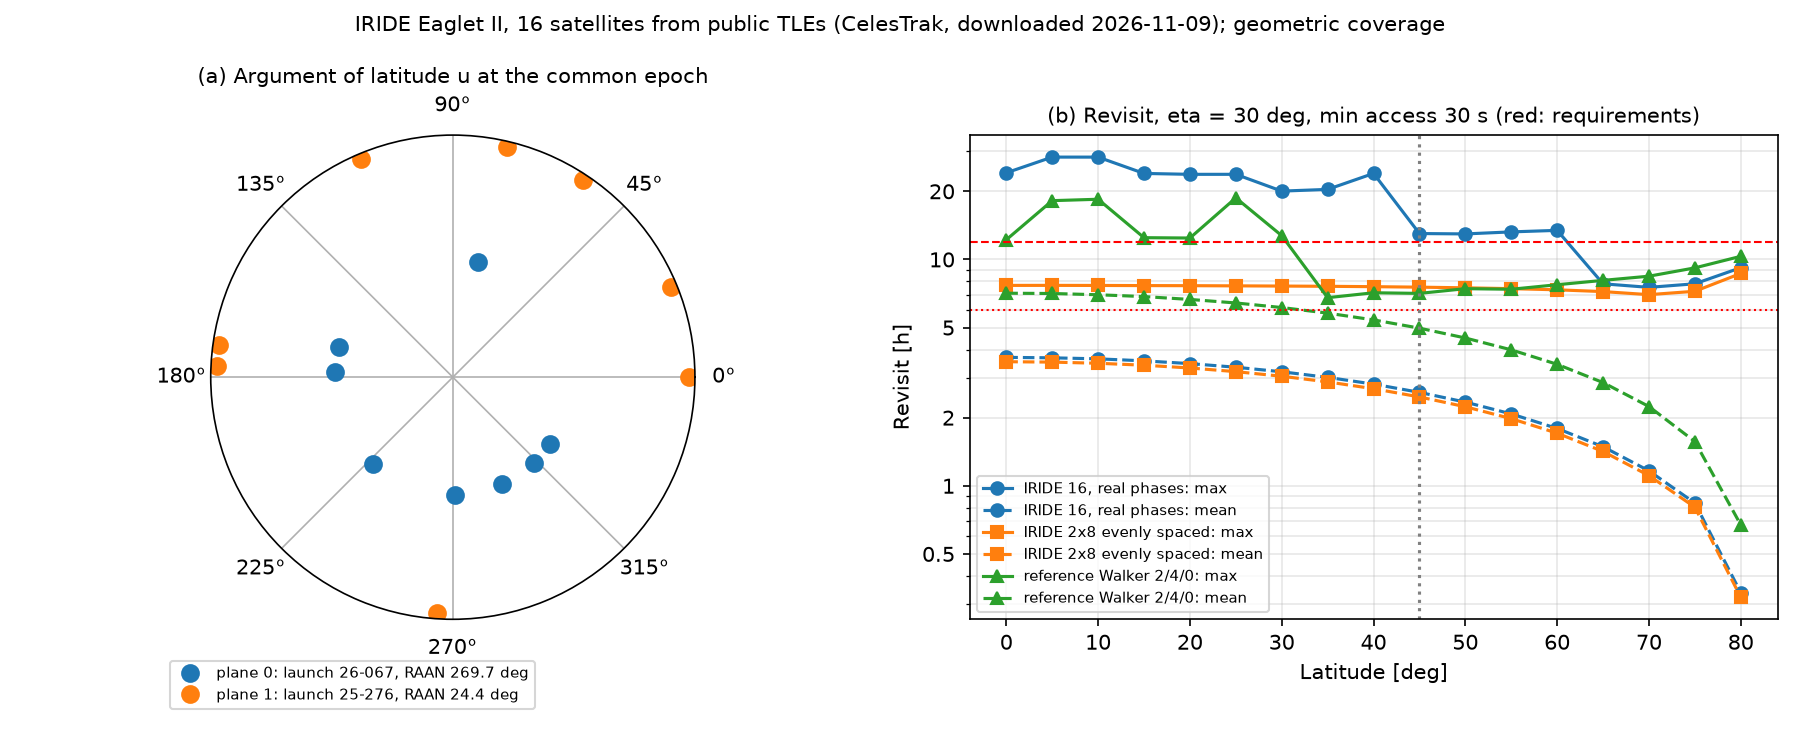 IRIDE Eaglet II, 16 satellites from public TLEs (CelesTrak, downloaded 2026-11-09); geometric coverage
(a) Argument of latitude u at the common epoch
90°
135°
45°
180°
0°
225°
315°
270°
plane 0: launch 26-067, RAAN 269.7 deg
plane 1: launch 25-276, RAAN 24.4 deg
(b) Revisit, eta = 30 deg, min access 30 s (red: requirements)
Revisit [h]
20
10
5
2
1
0.5
IRIDE 16, real phases: max
IRIDE 16, real phases: mean
IRIDE 2x8 evenly spaced: max
IRIDE 2x8 evenly spaced: mean
reference Walker 2/4/0: max
reference Walker 2/4/0: mean
0 10 20 30 40 50 60 70 80
Latitude [deg]